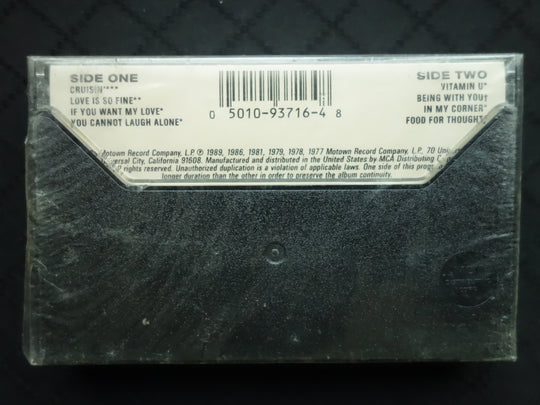 SIDE ONE
CRUISIN'***
LOVE IS SO FINE**
IF YOU WANT MY LOVE*
YOU CANNOT LAUGH ALONE*
0 5010-93716-4 8
SIDE TWO
VITAMIN U*
BEING WITH YOU†
IN MY CORNER*
FOOD FOR THOUGHT
Motown Record Company, L.P. ℗ 1989, 1986, 1981, 1979, 1978, 1977 Motown Record Company, L.P. 70
City, California 91608. Manufactured and distributed in the United States by MCA Distributing
rights reserved. Unauthorized duplication is a violation of applicable laws. One side of this
longer duration than the other in order to preserve the album continuity.